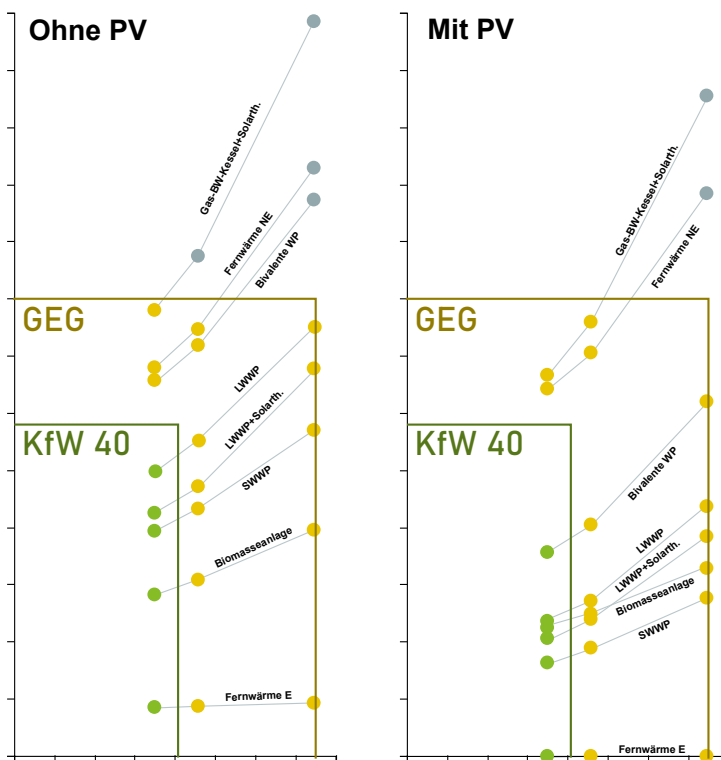 Ohne PV
Gas-BW-Kessel+Solarth.
Fernwärme NE
Bivalente WP
GEG
LWWP
LWWP+Solarth.
KfW 40
SWWP
Biomasseanlage
Fernwärme E
Mit PV
Gas-BW-Kessel+Solarth.
Fernwärme NE
GEG
Bivalente WP
KfW 40
LWWP
LWWP+Solarth.
Biomasseanlage
SWWP
Fernwärme E